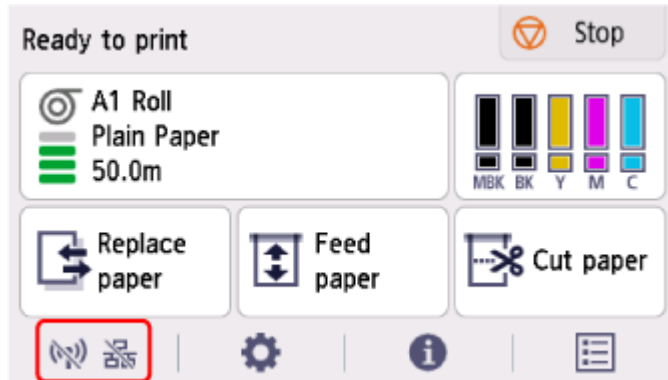 Ready to print
Stop
A1 Roll
Plain Paper
50.0m
MBK BK Y M C
Replace
paper
Feed
paper
Cut paper